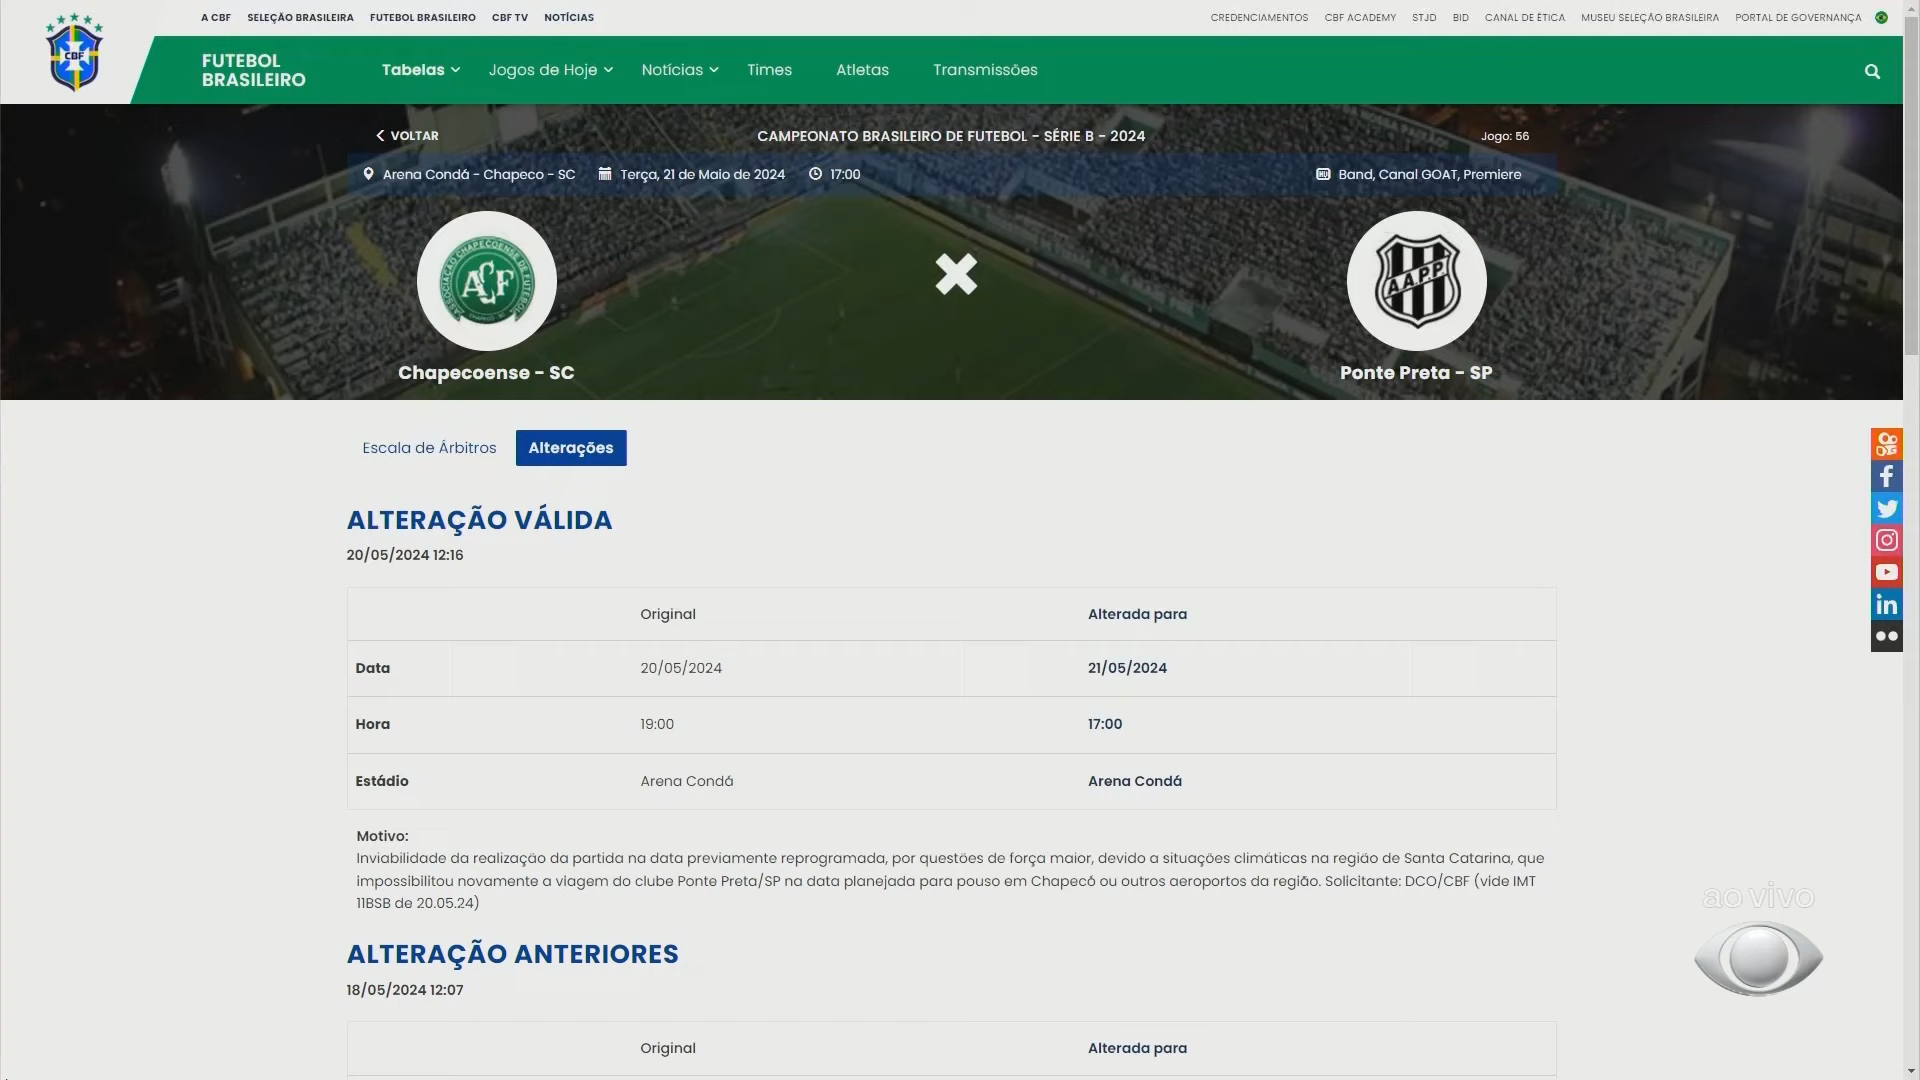 A CBF SELEÇÃO BRASILEIRA FUTEBOL BRASILEIRO CBF TV NOTÍCIAS CREDENCIAMENTOS CBF ACADEMY STJD BID CANAL DE ÉTICA MUSEU SELEÇÃO BRASILEIRA PORTAL DE GOVERNANÇA
CBF
FUTEBOL
BRASILEIRO
Tabelas Jogos de Hoje Notícias Times Atletas Transmissões
VOLTAR CAMPEONATO BRASILEIRO DE FUTEBOL - SÉRIE B - 2024 Jogo: 56
Arena Condá - Chapeco - SC Terça, 21 de Maio de 2024 17:00 Band, Canal GOAT, Premiere
ASSOCIAÇÃO CHAPECOENSE DE FUTEBOL
ACF
AAPP
Chapecoense - SC Ponte Preta - SP
Escala de Árbitros Alterações
ALTERAÇÃO VÁLIDA
20/05/2024 12:16
Original Alterada para
Data 20/05/2024 21/05/2024
Hora 19:00 17:00
Estádio Arena Condá Arena Condá
Motivo:
Inviabilidade da realização da partida na data previamente reprogramada, por questões de força maior, devido a situações climáticas na região de Santa Catarina, que
impossibilitou novamente a viagem do clube Ponte Preta/SP na data planejada para pouso em Chapecó ou outros aeroportos da região. Solicitante: DCO/CBF (vide IMT
11BSB de 20.05.24)
ao vivo
ALTERAÇÃO ANTERIORES
18/05/2024 12:07
Original Alterada para